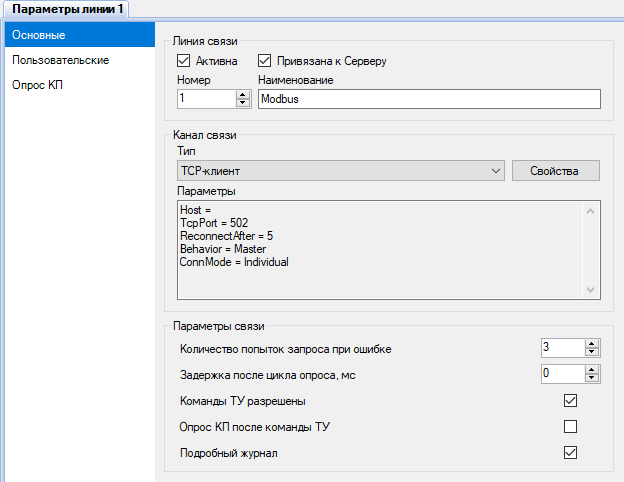 Параметры линии 1
Основные
Пользовательские
Опрос КП
Линия связи
Активна
Привязана к Серверу
Номер
Наименование
1
Modbus
Канал связи
Тип
TCP-клиент
Свойства
Параметры
Host =
TcpPort = 502
ReconnectAfter = 5
Behavior = Master
ConnMode = Individual
Параметры связи
Количество попыток запроса при ошибке
3
Задержка после цикла опроса, мс
0
Команды ТУ разрешены
Опрос КП после команды ТУ
Подробный журнал